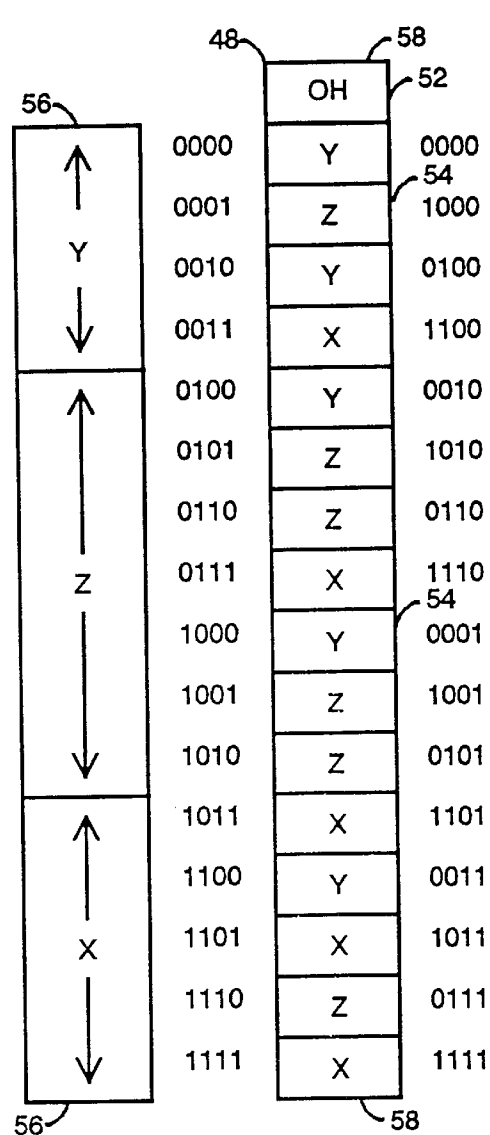 48 58
OH 52
56
0000 Y 0000
54
0001 Z 1000
Y
0010 Y 0100
0011 X 1100
0100 Y 0010
0101 Z 1010
0110 Z 0110
0111 X 1110
Z
54
1000 Y 0001
1001 Z 1001
1010 Z 0101
1011 X 1101
1100 Y 0011
X
1101 X 1011
1110 Z 0111
1111 X 1111
56 58